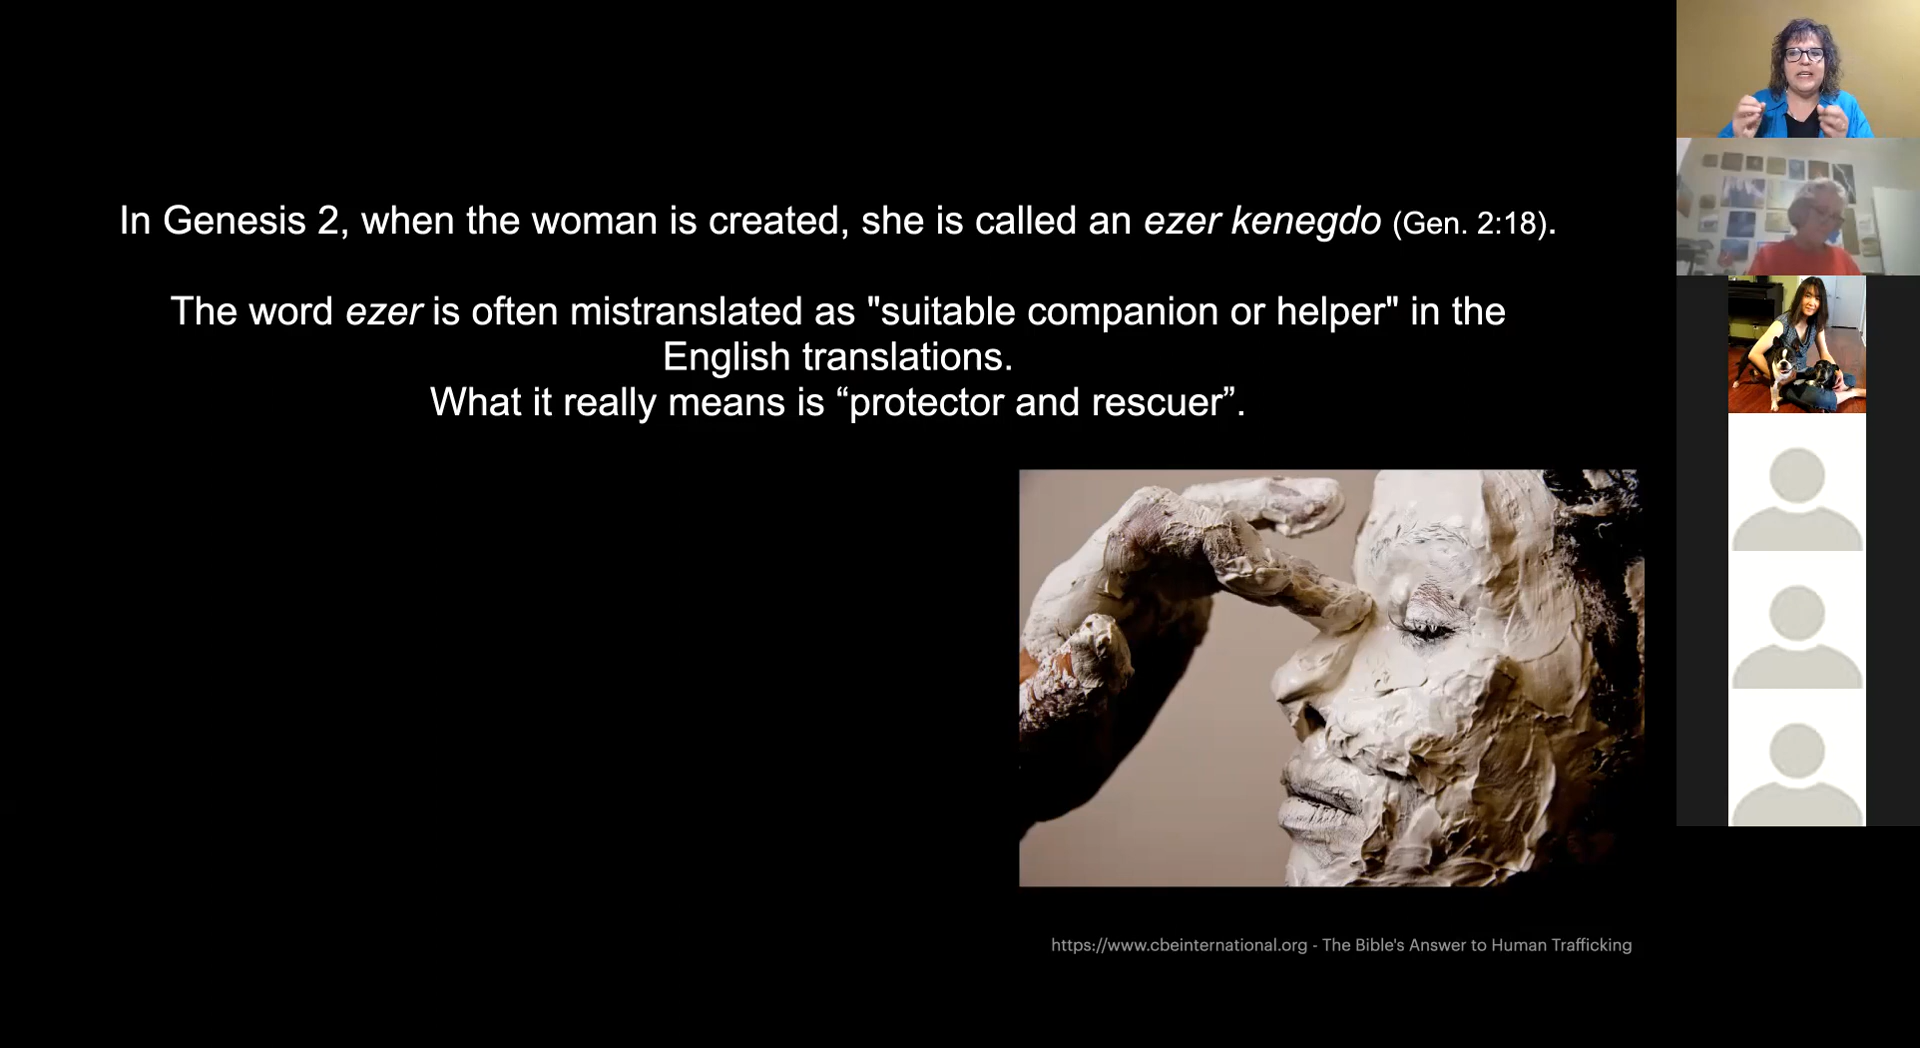 In Genesis 2, when the woman is created, she is called an ezer kenegdo (Gen. 2:18).
The word ezer is often mistranslated as "suitable companion or helper" in the
English translations.
What it really means is “protector and rescuer”.
https://www.cbeinternational.org - The Bible's Answer to Human Trafficking